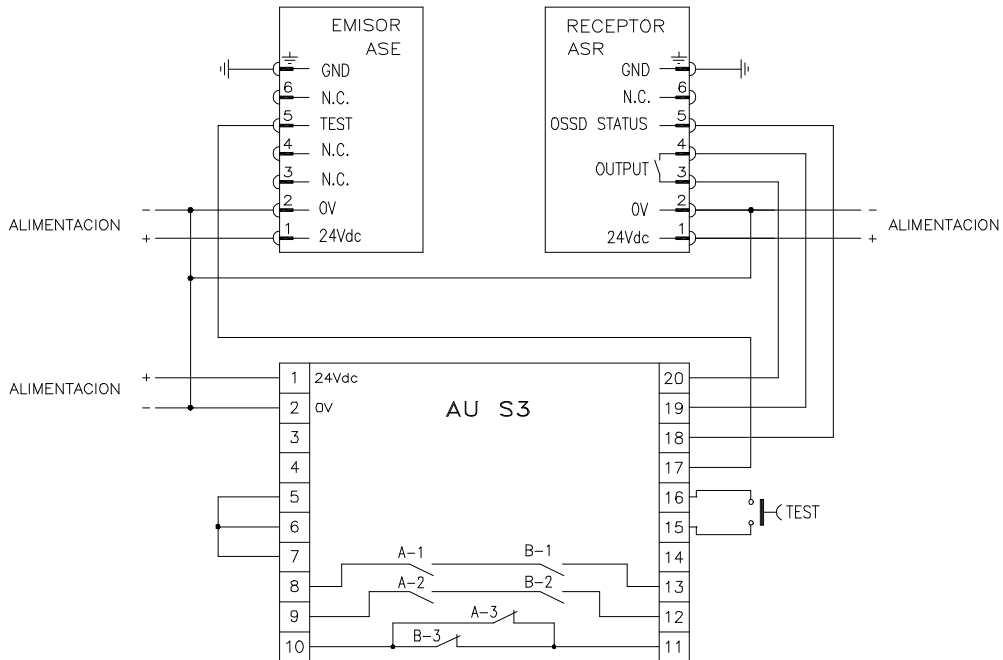 EMISOR
ASE
GND
6 N.C.
5 TEST
4 N.C.
3 N.C.
2 0V
1 24Vdc
ALIMENTACION
-
+
RECEPTOR
ASR
GND
N.C. 6
OSSD STATUS 5
4
OUTPUT 3
0V 2
24Vdc 1
-
ALIMENTACION
+
ALIMENTACION
+
-
AU S3
1 24Vdc
2 0V
3
4
5
6
7
8
9
10
20
19
18
17
16
15
14
13
12
11
TEST
A-1 B-1
A-2 B-2
A-3
B-3